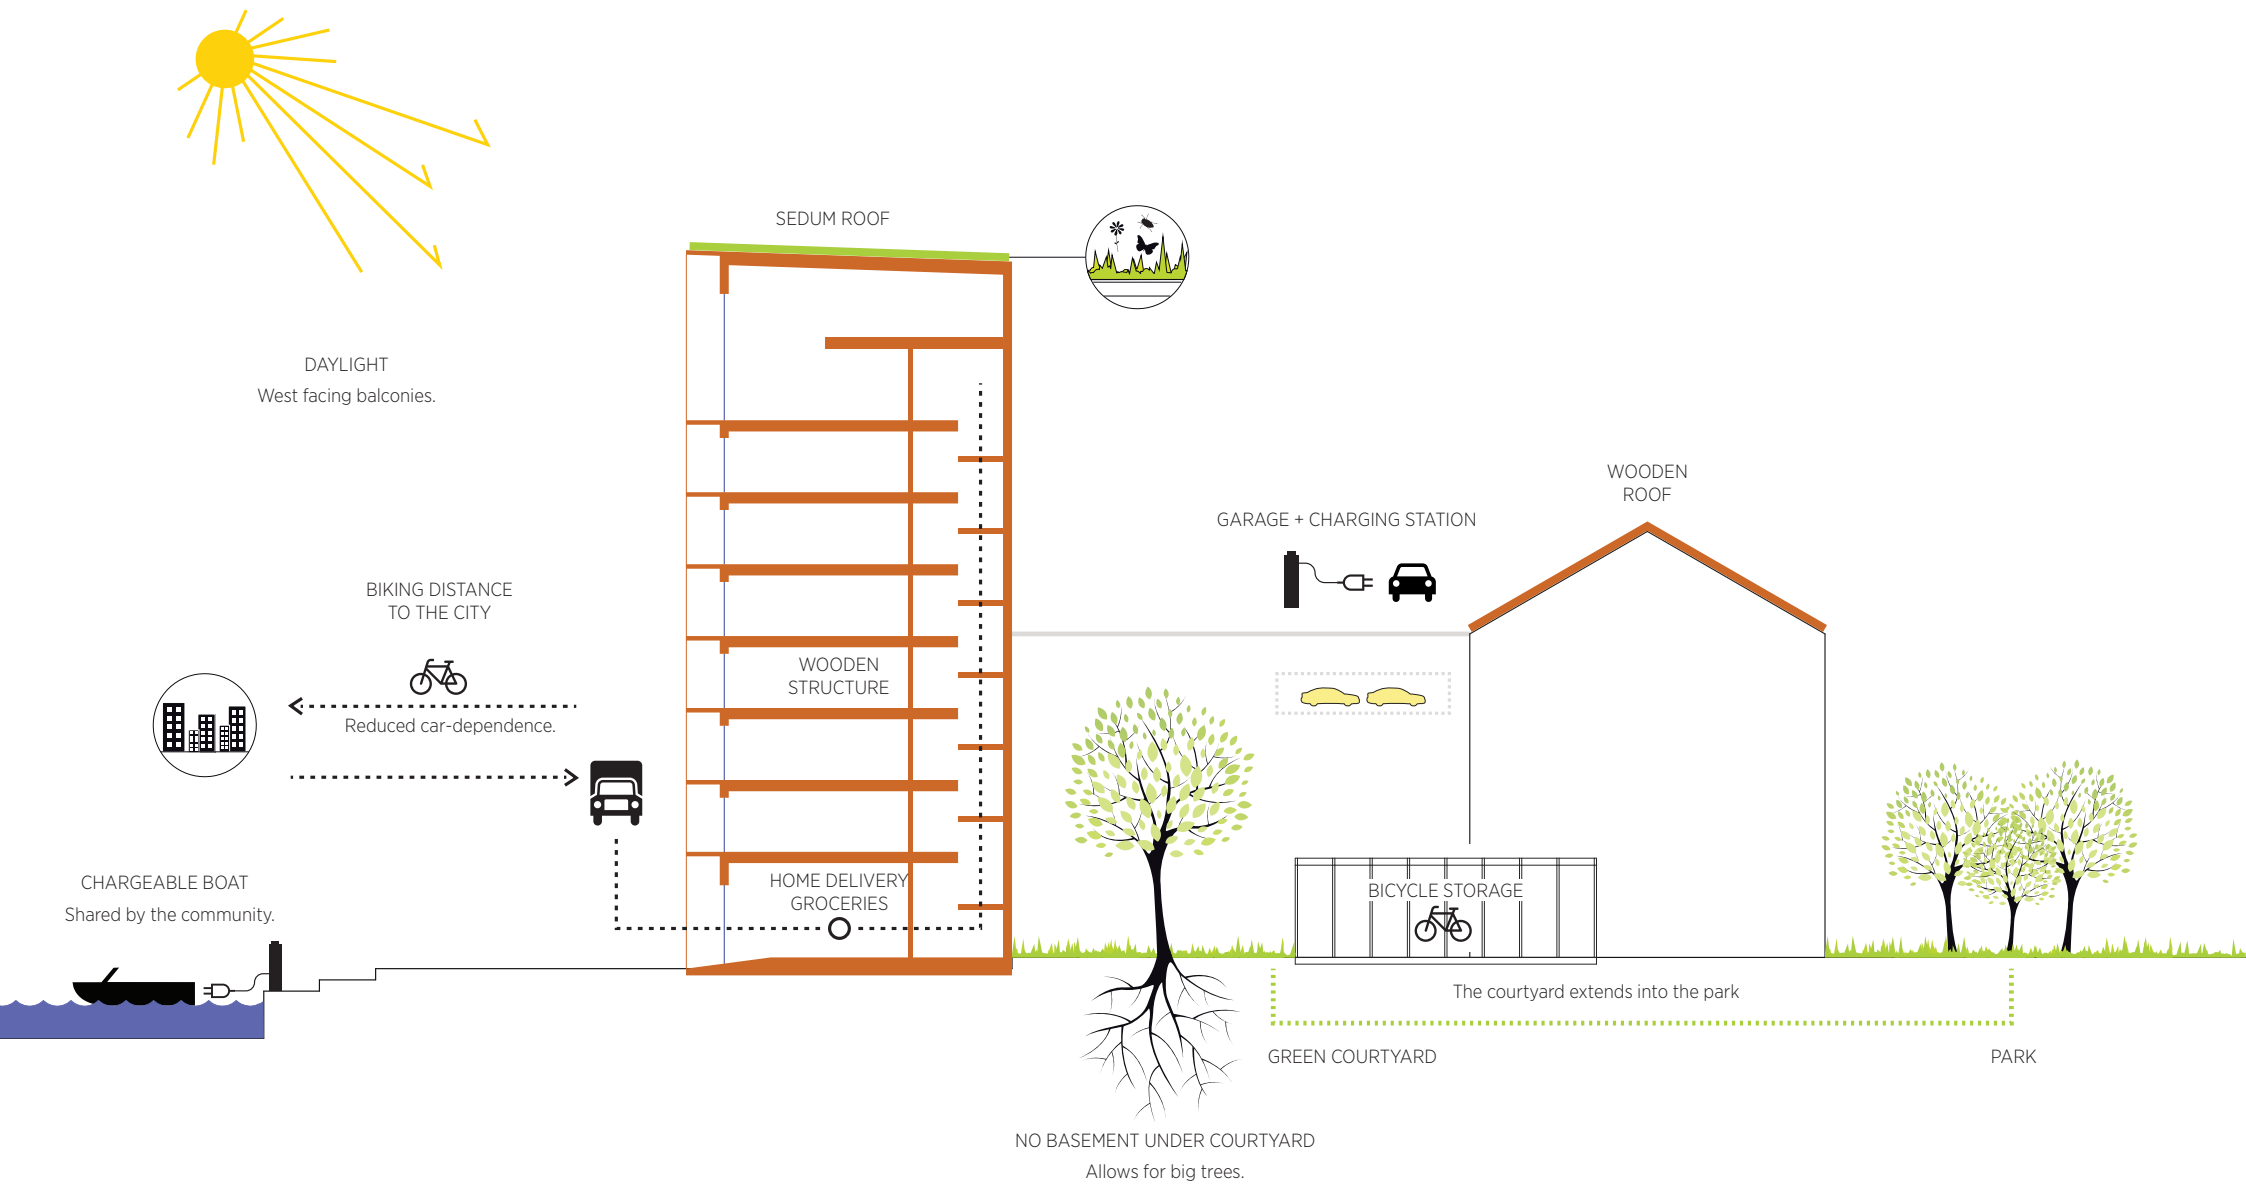 SEDUM ROOF
DAYLIGHT
West facing balconies.
WOODEN
ROOF
GARAGE + CHARGING STATION
BIKING DISTANCE
TO THE CITY
Reduced car-dependence.
WOODEN
STRUCTURE
HOME DELIVERY
GROCERIES
CHARGEABLE BOAT
Shared by the community.
BICYCLE STORAGE
The courtyard extends into the park
GREEN COURTYARD
PARK
NO BASEMENT UNDER COURTYARD
Allows for big trees.